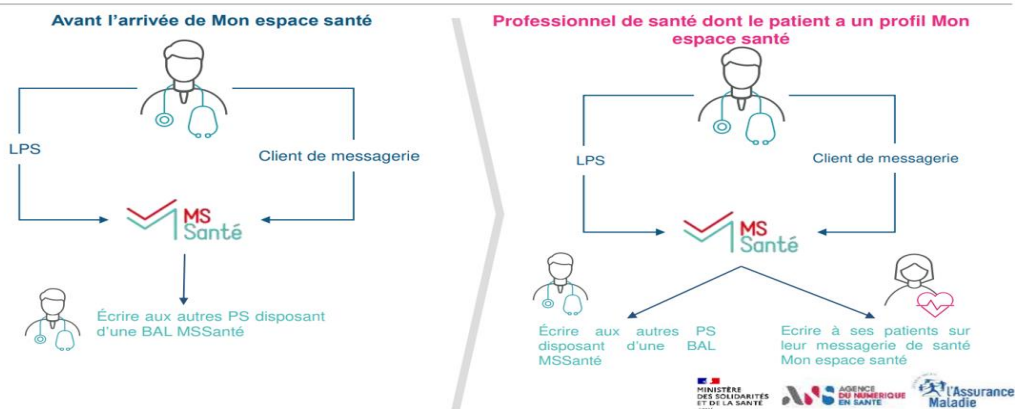 Avant l'arrivée de Mon espace santé
LPS
Client de messagerie
MS
Santé
Écrire aux autres PS disposant
d'une BAL MSSanté
Professionnel de santé dont le patient a un profil Mon
espace santé
LPS
Client de messagerie
MS
Santé
Écrire aux autres PS
disposant d'une BAL
MSSanté
Ecrire à ses patients sur
leur messagerie de santé
Mon espace santé
MINISTÈRE
DES SOLIDARITÉS
ET DE LA SANTÉ
AGENCE
DU NUMÉRIQUE
EN SANTÉ
l'Assurance
Maladie